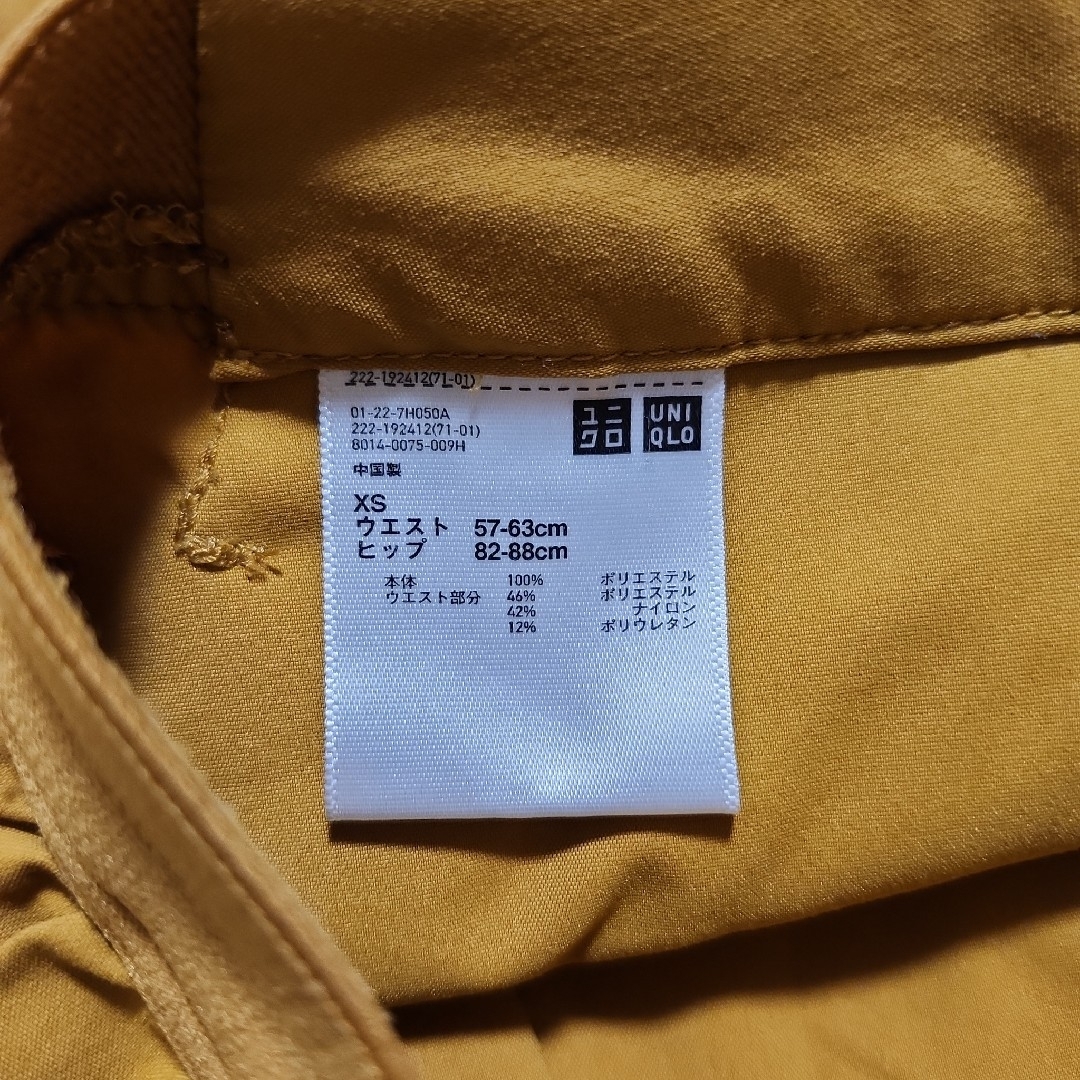 222-192412(71-01)
01-22-7H050A
222-192412(71-01)
8014-0075-009H
中国製
ユニ
クロ
UNI
QLO
XS
ウエスト 57-63cm
ヒップ 82-88cm
本体 100% ポリエステル
ウエスト部分 46% ポリエステル
42% ナイロン
12% ポリウレタン